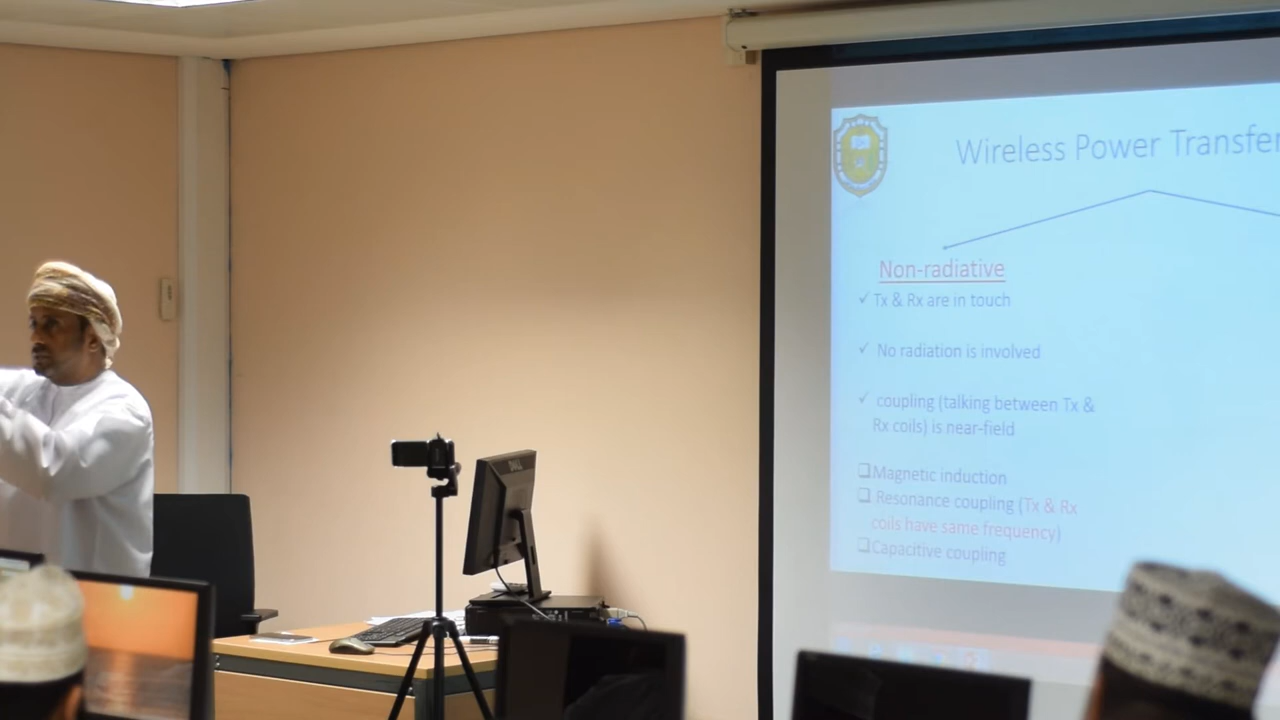 Wireless Power Transfer
Non-radiative
✓ Tx & Rx are in touch
✓ No radiation is involved
✓ coupling (talking between Tx &
Rx coils) is near-field
❑Magnetic induction
❑ Resonance coupling (Tx & Rx
coils have same frequency)
❑Capacitive coupling
DELL